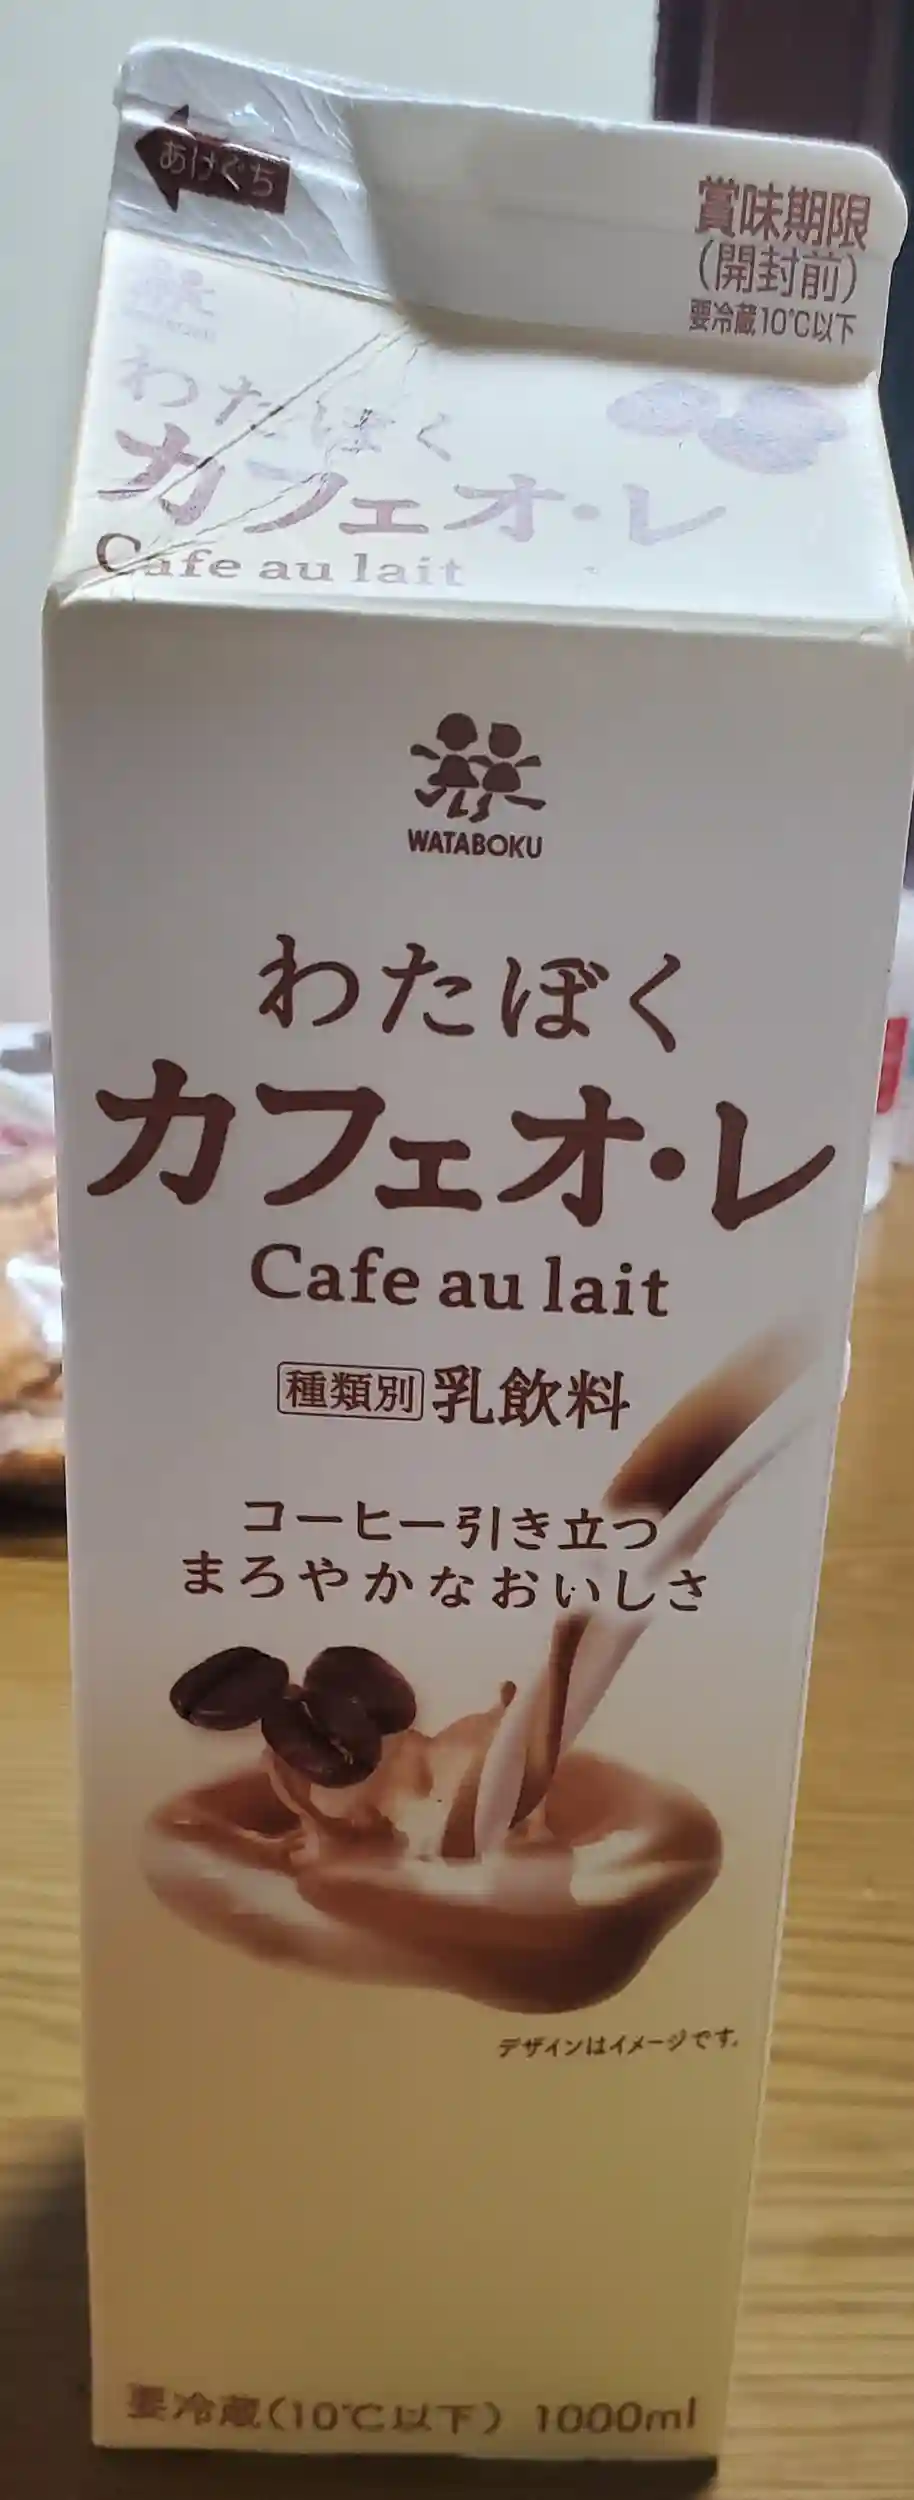 あけぐち
賞味期限
(開封前)
要冷蔵10℃以下
わたぼく
カフェオ・レ
Cafe au lait
WATABOKU
わたぼく
カフェオ・レ
Cafe au lait
種類別 乳飲料
コーヒー引き立つ
まろやかなおいしさ
デザインはイメージです。
要冷蔵(10℃以下) 1000ml